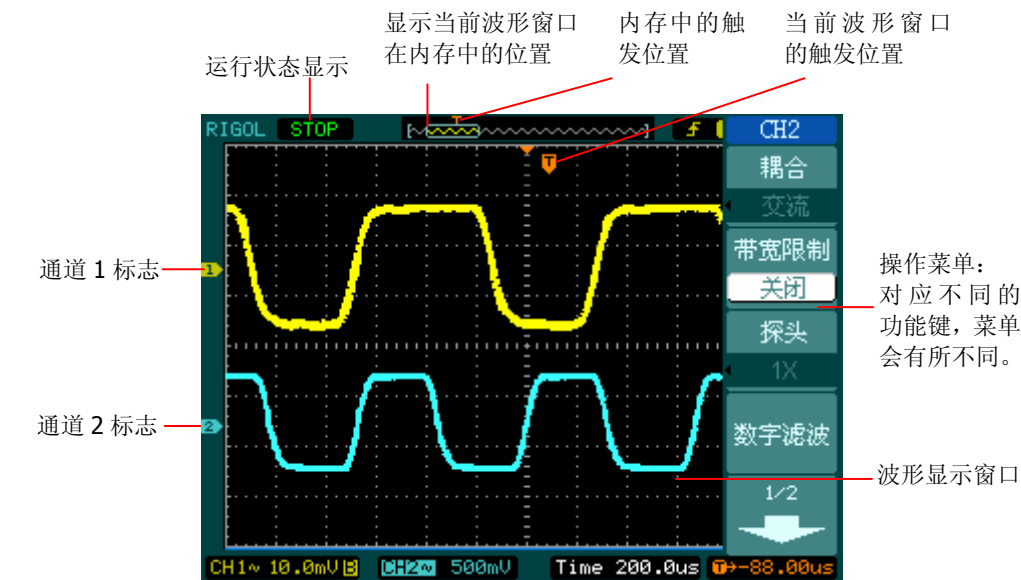 显示当前波形窗口
在内存中的位置
内存中的触
发位置
当前波形窗口
的触发位置
运行状态显示
RIGOL STOP
T
CH2
耦合
交流
带宽限制
关闭
探头
1X
数字滤波
1/2
T
1
2
通道 1 标志
通道 2 标志
操作菜单：
对应不同的
功能键，菜单
会有所不同。
波形显示窗口
CH1~ 10.0mV B CH2~ 500mV Time 200.0us T→-88.00us